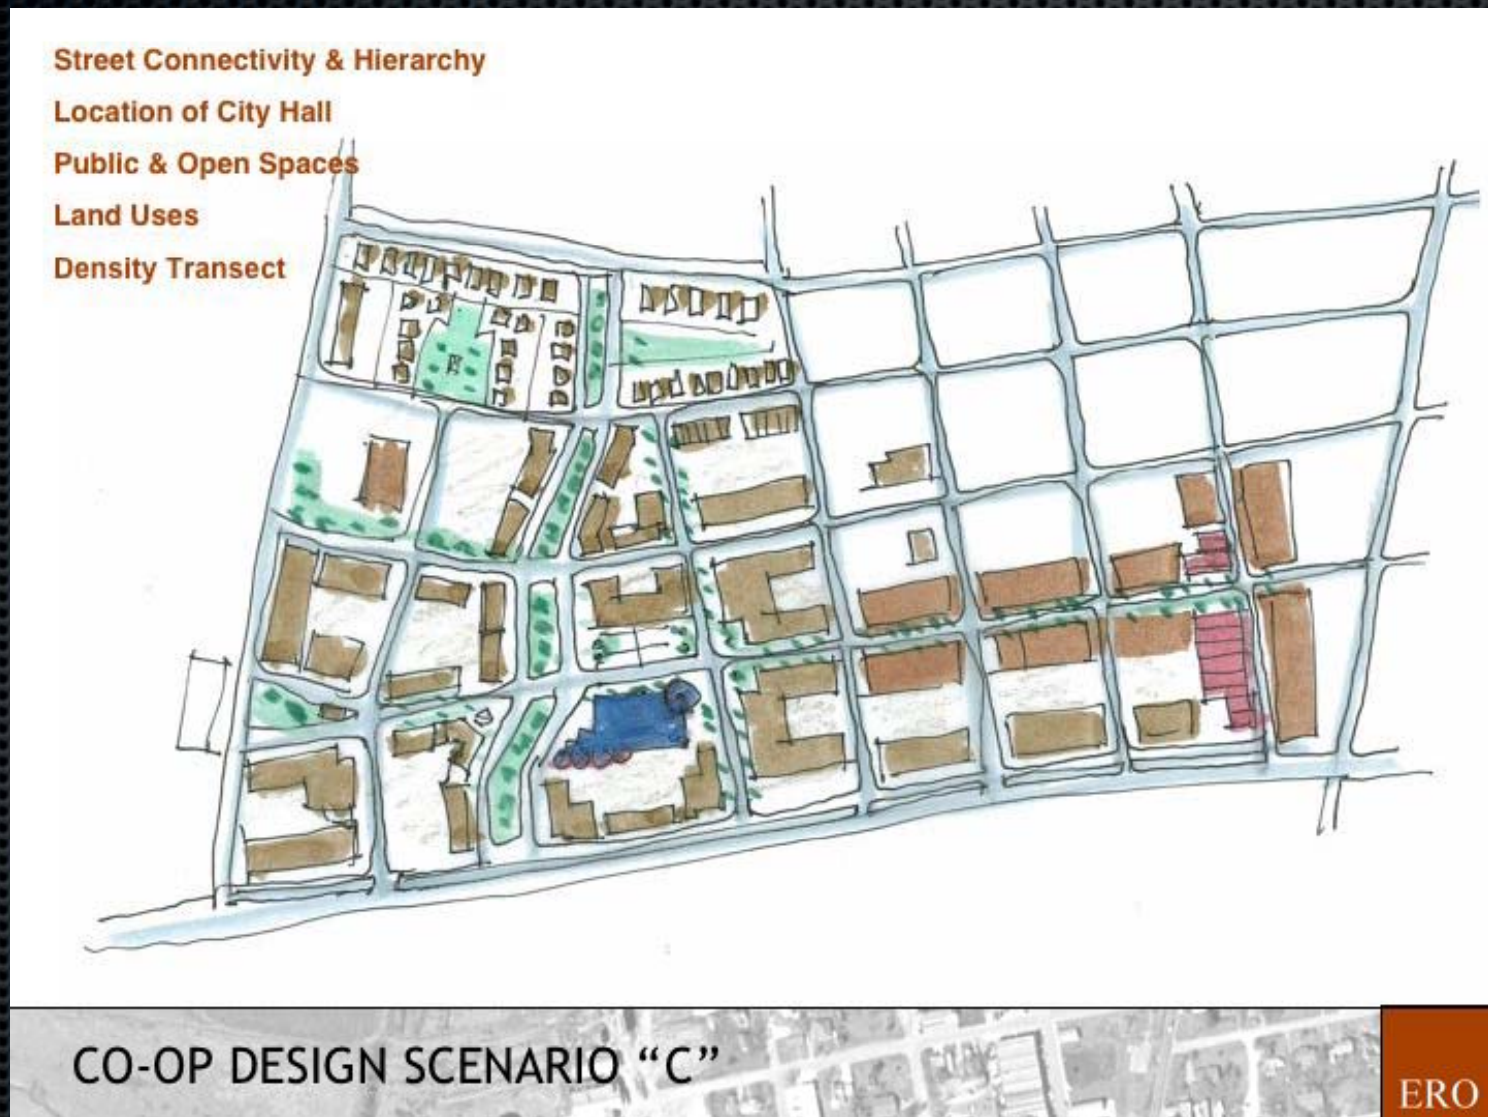 Street Connectivity & Hierarchy
Location of City Hall
Public & Open Spaces
Land Uses
Density Transect
CO-OP DESIGN SCENARIO “C”
ERO